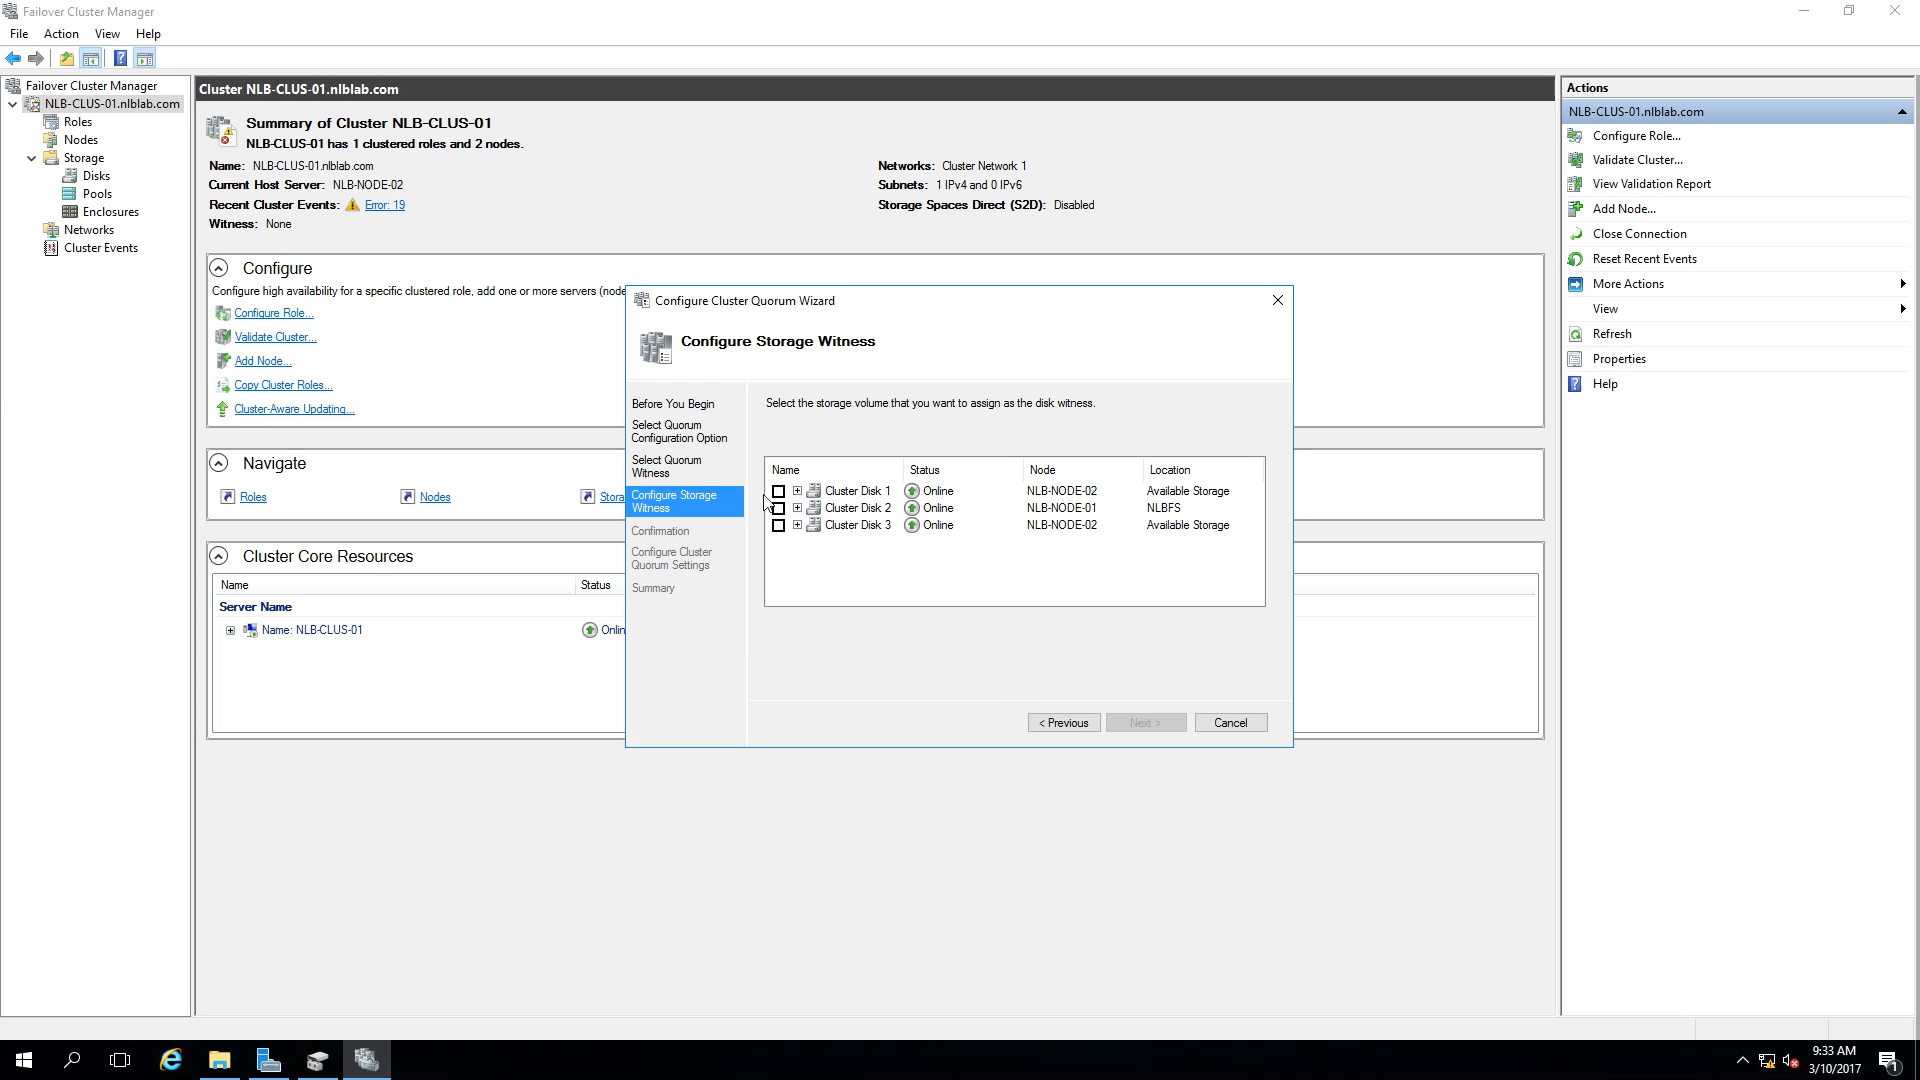 Failover Cluster Manager
File Action View Help
Failover Cluster Manager
NLB-CLUS-01.nlblab.com
Roles
Nodes
Storage
Disks
Pools
Enclosures
Networks
Cluster Events
Cluster NLB-CLUS-01.nlblab.com
Summary of Cluster NLB-CLUS-01
NLB-CLUS-01 has 1 clustered roles and 2 nodes.
Name: NLB-CLUS-01.nlblab.com
Networks: Cluster Network 1
Current Host Server: NLB-NODE-02
Subnets: 1 IPv4 and 0 IPv6
Recent Cluster Events: Error: 19
Storage Spaces Direct (S2D): Disabled
Witness: None
Configure
Configure high availability for a specific clustered role, add one or more servers (node
Configure Role...
Validate Cluster...
Add Node...
Copy Cluster Roles...
Cluster-Aware Updating...
Navigate
Roles Nodes Stora
Cluster Core Resources
Name Status
Server Name
Name: NLB-CLUS-01 Onlin
Configure Cluster Quorum Wizard
Configure Storage Witness
Before You Begin
Select Quorum
Configuration Option
Select Quorum
Witness
Configure Storage
Witness
Confirmation
Configure Cluster
Quorum Settings
Summary
Select the storage volume that you want to assign as the disk witness.
Name Status Node Location
Cluster Disk 1 Online NLB-NODE-02 Available Storage
Cluster Disk 2 Online NLB-NODE-01 NLBFS
Cluster Disk 3 Online NLB-NODE-02 Available Storage
< Previous Next > Cancel
Actions
NLB-CLUS-01.nlblab.com
Configure Role...
Validate Cluster...
View Validation Report
Add Node...
Close Connection
Reset Recent Events
More Actions
View
Refresh
Properties
Help
9:33 AM
3/10/2017
1